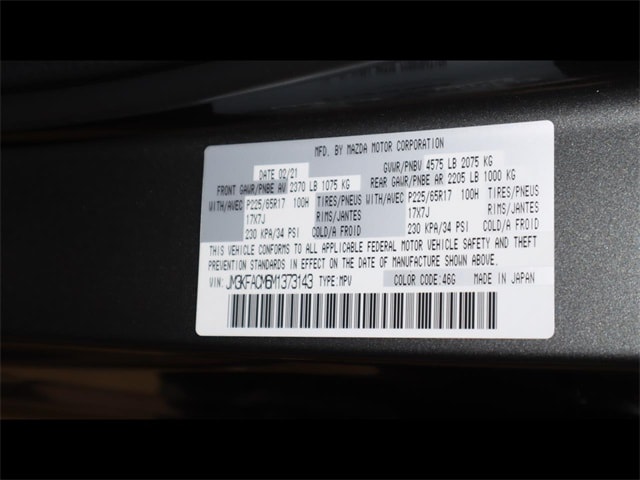 MFD. BY MAZDA MOTOR CORPORATION
DATE 02/21 GVWR/PNBV 4575 LB 2075 KG
FRONT GAWR/PNBE AV 2370 LB 1075 KG REAR GAWR/PNBE AR 2205 LB 1000 KG
WITH/AVEC P225/65R17 100H TIRES/PNEUS WITH/AVEC P225/65R17 100H TIRES/PNEUS
17X7J RIMS/JANTES 17X7J RIMS/JANTES
230 KPA/34 PSI COLD/A FROID 230 KPA/34 PSI COLD/A FROID
THIS VEHICLE CONFORMS TO ALL APPLICABLE FEDERAL MOTOR VEHICLE SAFETY AND THEFT
PREVENTION STANDARDS IN EFFECT ON THE DATE OF MANUFACTURE SHOWN ABOVE.
VIN: JM3KFACM6M1373143 TYPE:MPV COLOR CODE:46G MADE IN JAPAN